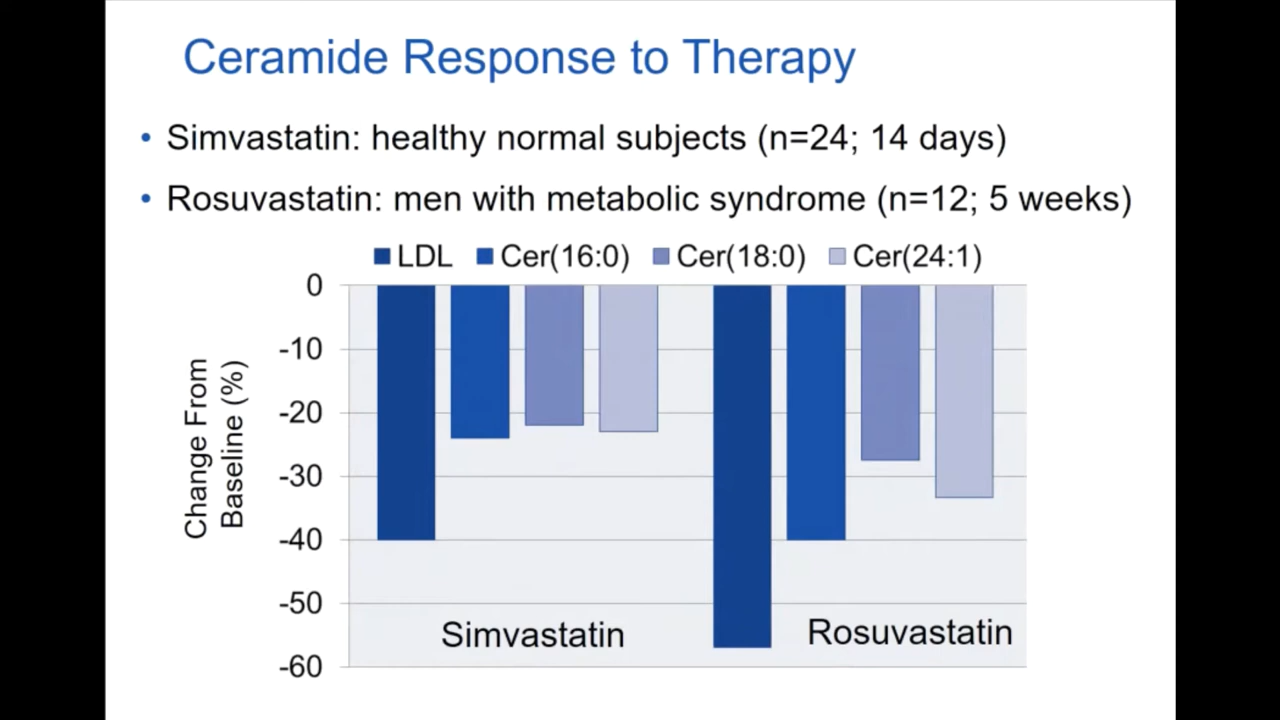 Ceramide Response to Therapy
• Simvastatin: healthy normal subjects (n=24; 14 days)
• Rosuvastatin: men with metabolic syndrome (n=12; 5 weeks)
LDL Cer(16:0) Cer(18:0) Cer(24:1)
Change From
Baseline (%)
0
-10
-20
-30
-40
-50
-60
Simvastatin
Rosuvastatin